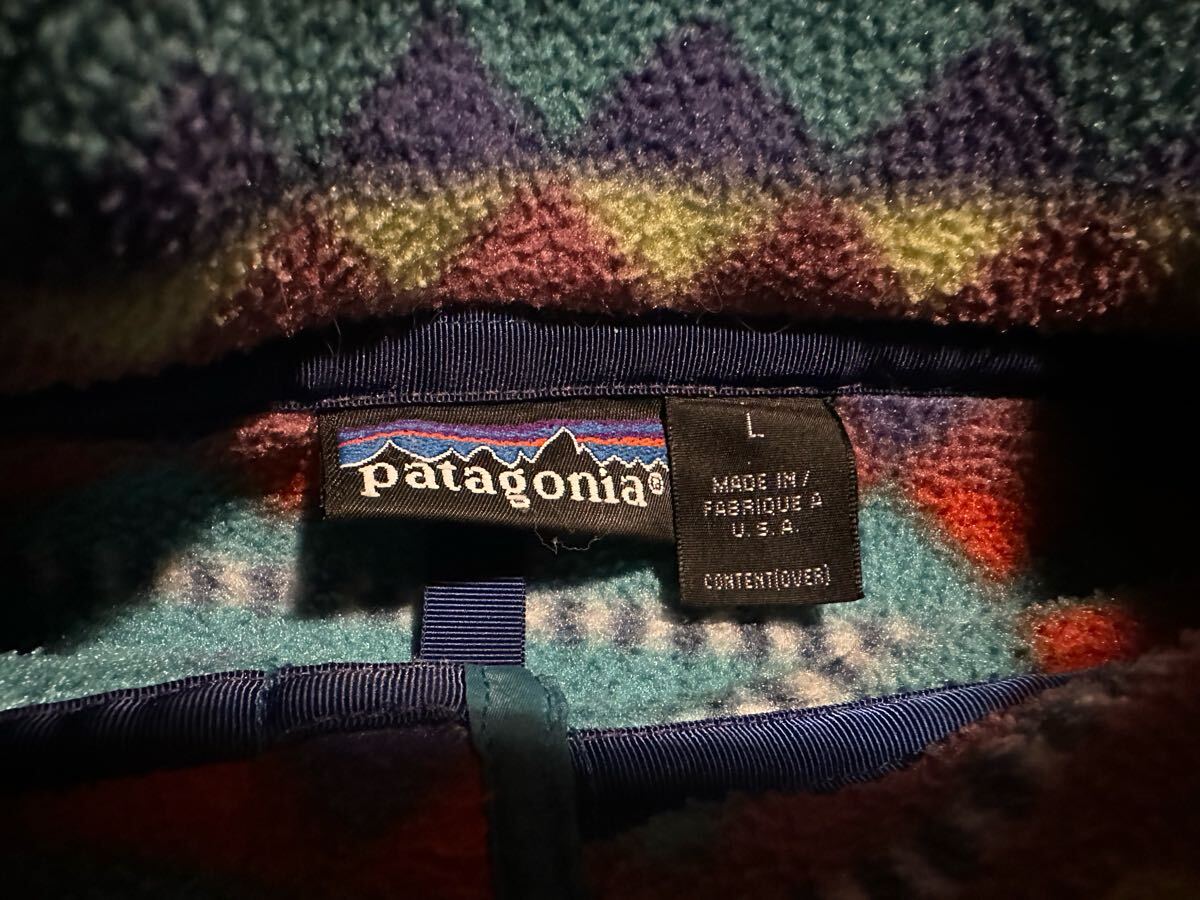 patagonia®
L
MADE IN/
FABRIQUE A
U.S.A.
CONTENT(OVER)